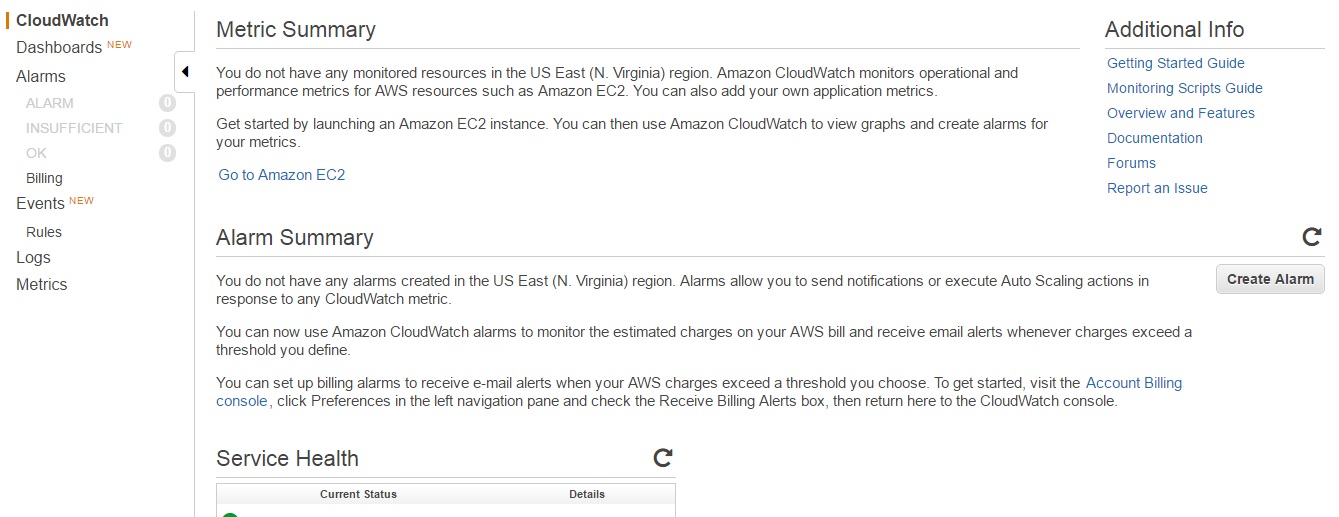 CloudWatch
Dashboards NEW
Alarms
ALARM 0
INSUFFICIENT 0
OK 0
Billing
Events NEW
Rules
Logs
Metrics
Metric Summary
You do not have any monitored resources in the US East (N. Virginia) region. Amazon CloudWatch monitors operational and
performance metrics for AWS resources such as Amazon EC2. You can also add your own application metrics.
Get started by launching an Amazon EC2 instance. You can then use Amazon CloudWatch to view graphs and create alarms for
your metrics.
Go to Amazon EC2
Additional Info
Getting Started Guide
Monitoring Scripts Guide
Overview and Features
Documentation
Forums
Report an Issue
Alarm Summary
You do not have any alarms created in the US East (N. Virginia) region. Alarms allow you to send notifications or execute Auto Scaling actions in
response to any CloudWatch metric.
Create Alarm
You can now use Amazon CloudWatch alarms to monitor the estimated charges on your AWS bill and receive email alerts whenever charges exceed a
threshold you define.
You can set up billing alarms to receive e-mail alerts when your AWS charges exceed a threshold you choose. To get started, visit the Account Billing
console, click Preferences in the left navigation pane and check the Receive Billing Alerts box, then return here to the CloudWatch console.
Service Health
Current Status Details